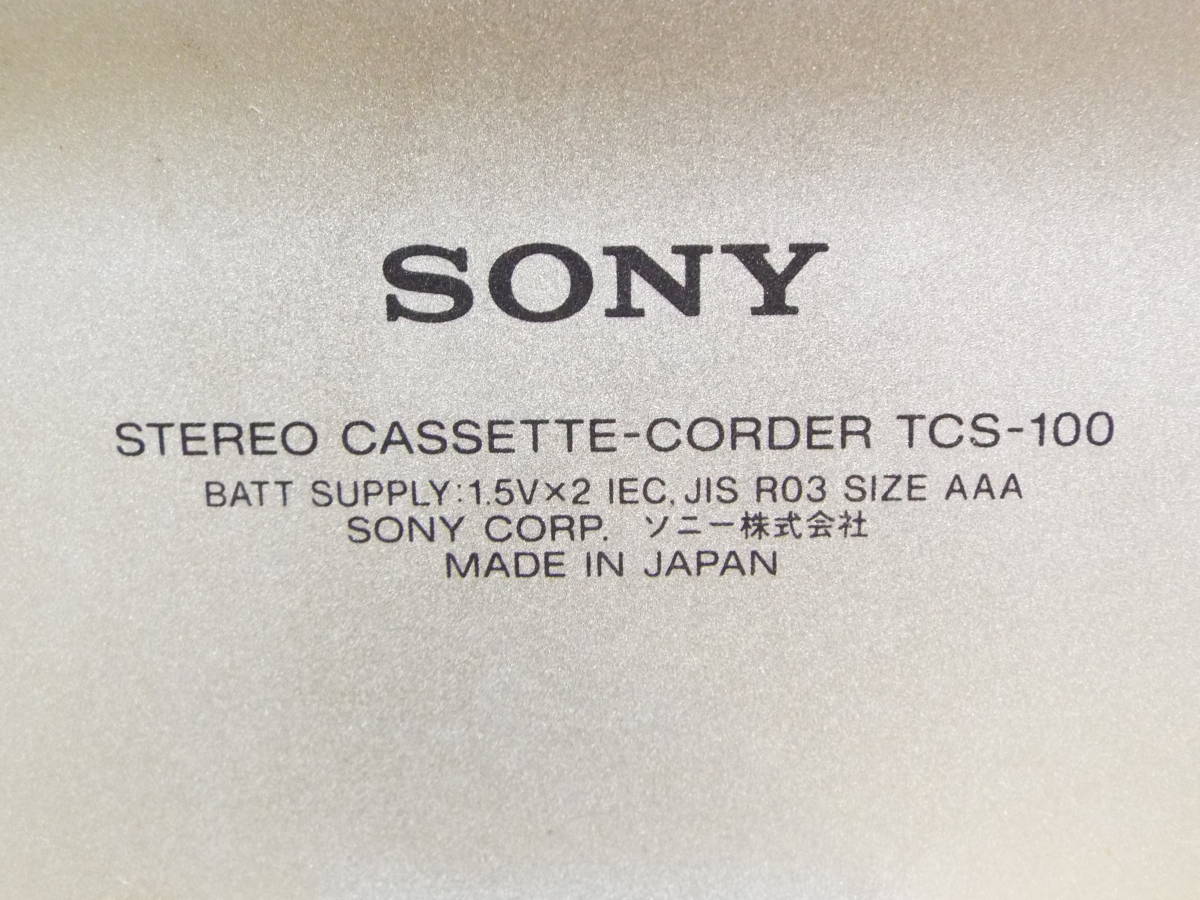 SONY
STEREO CASSETTE-CORDER TCS-100
BATT SUPPLY:1.5V×2 IEC, JIS R03 SIZE AAA
SONY CORP. ソニー株式会社
MADE IN JAPAN